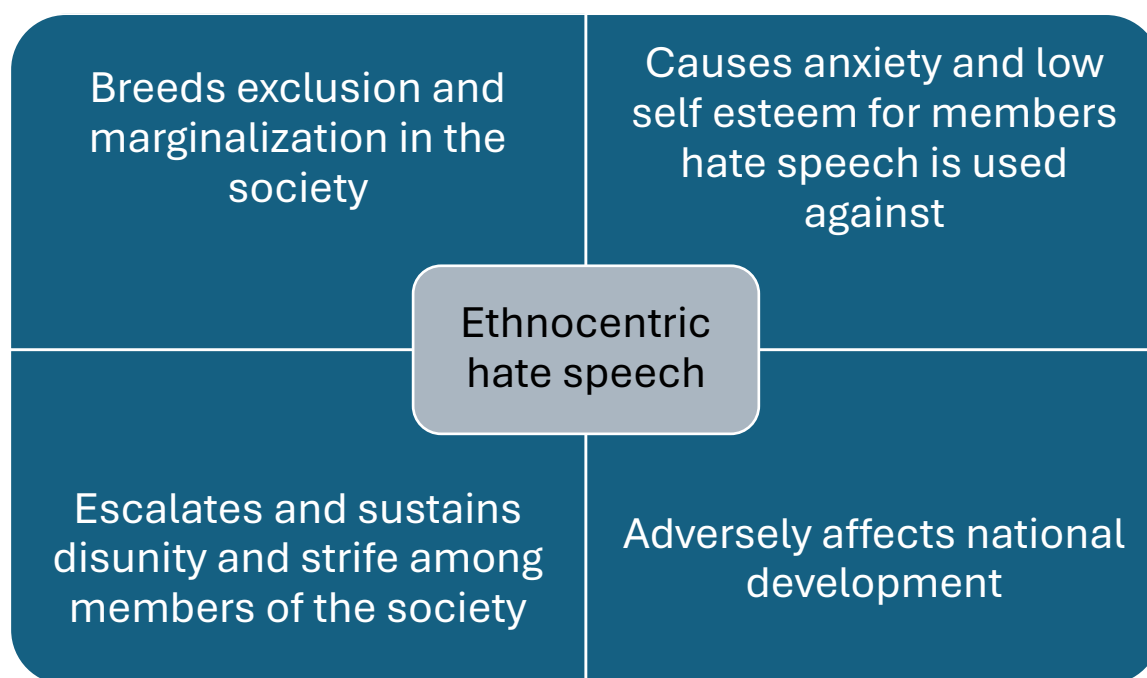 Breeds exclusion and
marginalization in the
society
Causes anxiety and low
self esteem for members
hate speech is used
against
Ethnocentric
hate speech
Escalates and sustains
disunity and strife among
members of the society
Adversely affects national
development